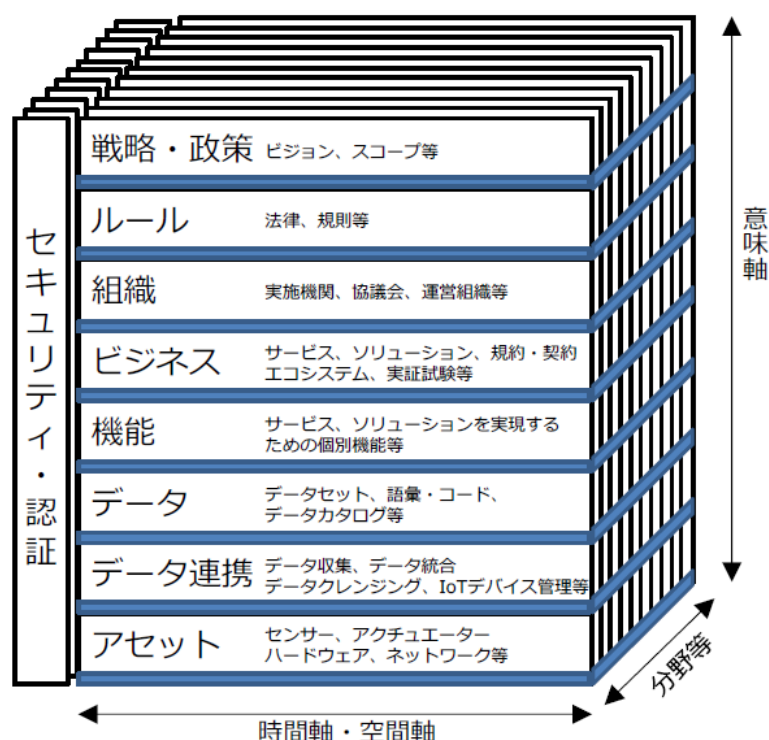 戦略・政策 ビジョン、スコープ等
ルール 法律、規則等
組織 実施機関、協議会、運営組織等
ビジネス サービス、ソリューション、規約・契約
エコシステム、実証試験等
機能 サービス、ソリューションを実現する
ための個別機能等
データ データセット、語彙・コード、
データカタログ等
データ連携 データ収集、データ統合
データクレンジング、IoTデバイス管理等
アセット センサー、アクチュエーター
ハードウェア、ネットワーク等
セキュリティ・認証
意味軸
分野等
時間軸・空間軸